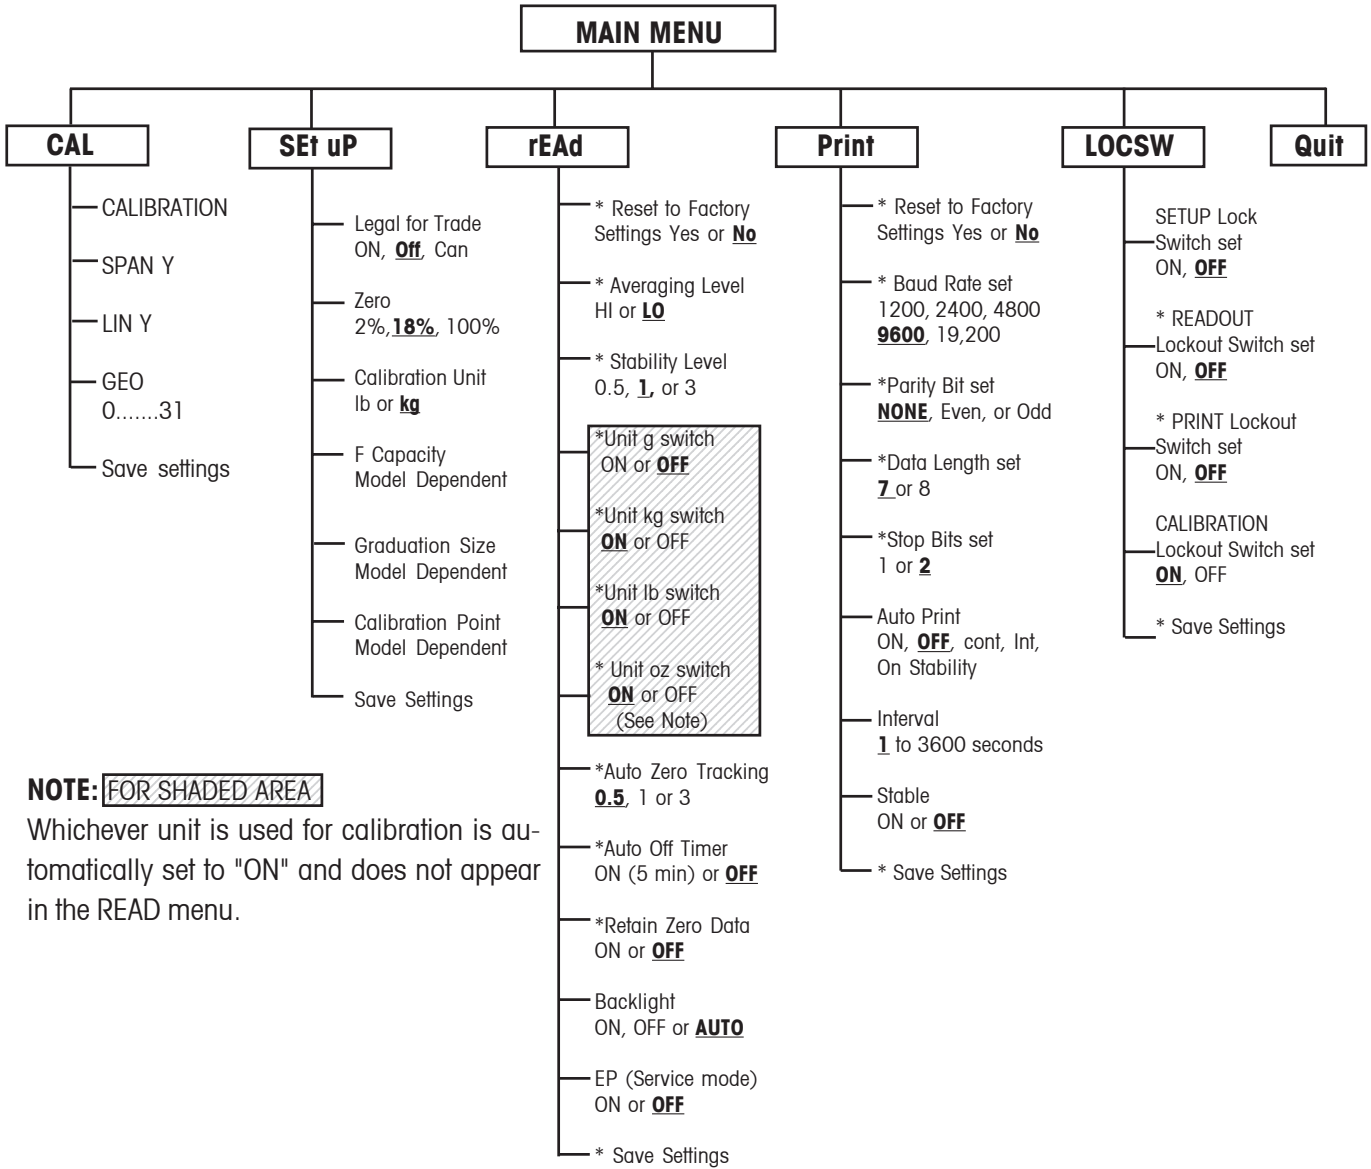 MAIN MENU
CAL
SEt uP
rEAd
Print
LOCSW
Quit
CALIBRATION
SPAN Y
LIN Y
GEO
0.......31
Save settings
Legal for Trade
ON, Off, Can
Zero
2%, 18%, 100%
Calibration Unit
lb or kg
F Capacity
Model Dependent
Graduation Size
Model Dependent
Calibration Point
Model Dependent
Save Settings
* Reset to Factory
Settings Yes or No
* Averaging Level
HI or LO
* Stability Level
0.5, 1, or 3
*Unit g switch
ON or OFF
*Unit kg switch
ON or OFF
*Unit lb switch
ON or OFF
* Unit oz switch
ON or OFF
(See Note)
*Auto Zero Tracking
0.5, 1 or 3
*Auto Off Timer
ON (5 min) or OFF
*Retain Zero Data
ON or OFF
Backlight
ON, OFF or AUTO
EP (Service mode)
ON or OFF
* Save Settings
* Reset to Factory
Settings Yes or No
* Baud Rate set
1200, 2400, 4800
9600, 19,200
*Parity Bit set
NONE, Even, or Odd
*Data Length set
7 or 8
*Stop Bits set
1 or 2
Auto Print
ON, OFF, cont, Int,
On Stability
Interval
1 to 3600 seconds
Stable
ON or OFF
* Save Settings
SETUP Lock
Switch set
ON, OFF
* READOUT
Lockout Switch set
ON, OFF
* PRINT Lockout
Switch set
ON, OFF
CALIBRATION
Lockout Switch set
ON, OFF
* Save Settings
NOTE: FOR SHADED AREA
Whichever unit is used for calibration is au-
tomatically set to "ON" and does not appear
in the READ menu.